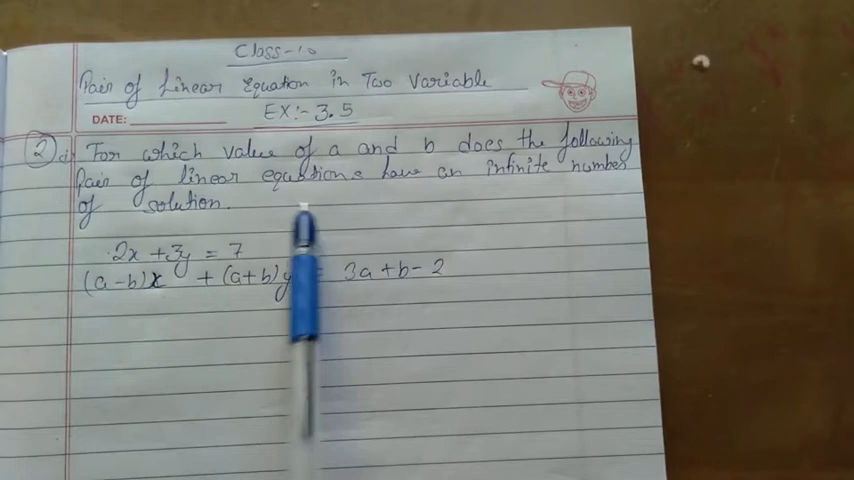 Class-10
Pair of Linear Equation in Two Variable
DATE: EX:- 3.5
2 i) For which value of a and b does the following
Pair of linear equations have an infinite number
of solution.
2x + 3y = 7
(a-b)x + (a+b)y = 3a + b - 2